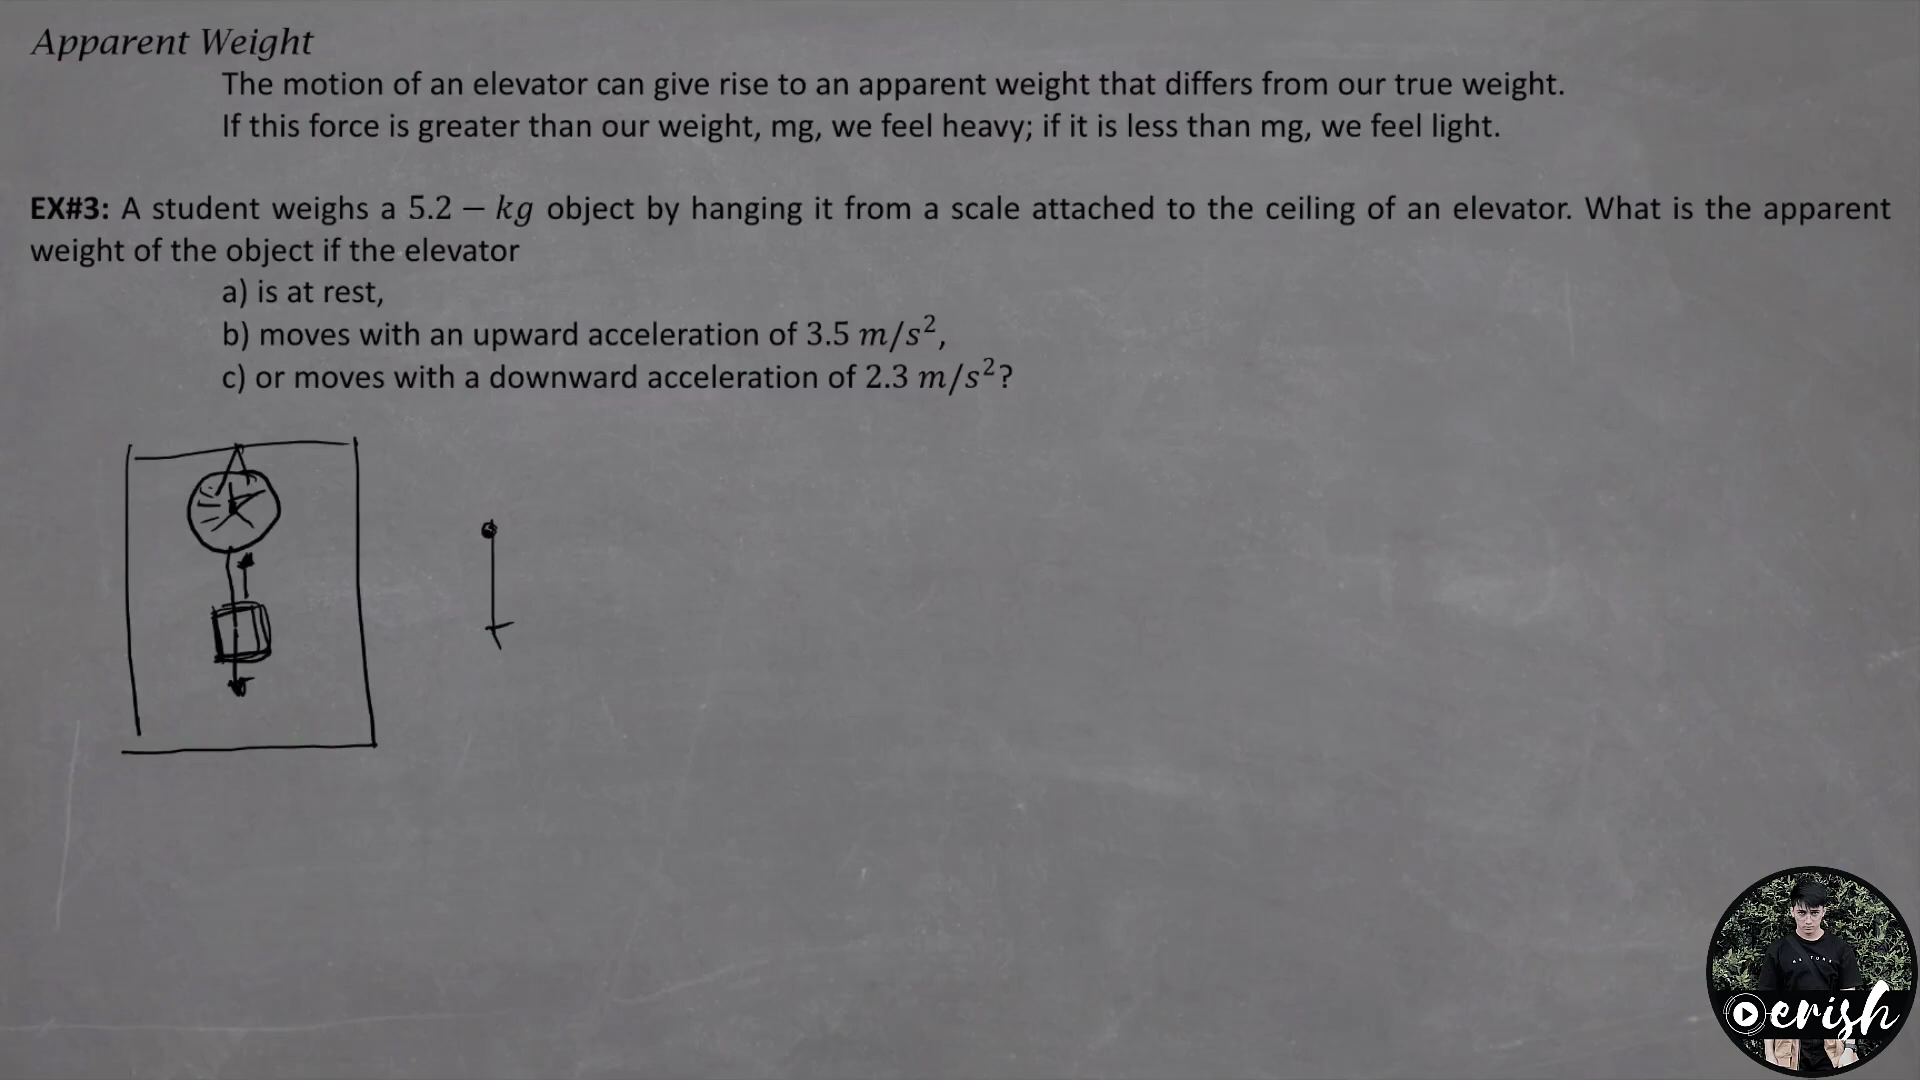 Apparent Weight
The motion of an elevator can give rise to an apparent weight that differs from our true weight.
If this force is greater than our weight, mg, we feel heavy; if it is less than mg, we feel light.
EX#3: A student weighs a 5.2 − kg object by hanging it from a scale attached to the ceiling of an elevator. What is the apparent
weight of the object if the elevator
a) is at rest,
b) moves with an upward acceleration of 3.5 m/s²,
c) or moves with a downward acceleration of 2.3 m/s²?
erish